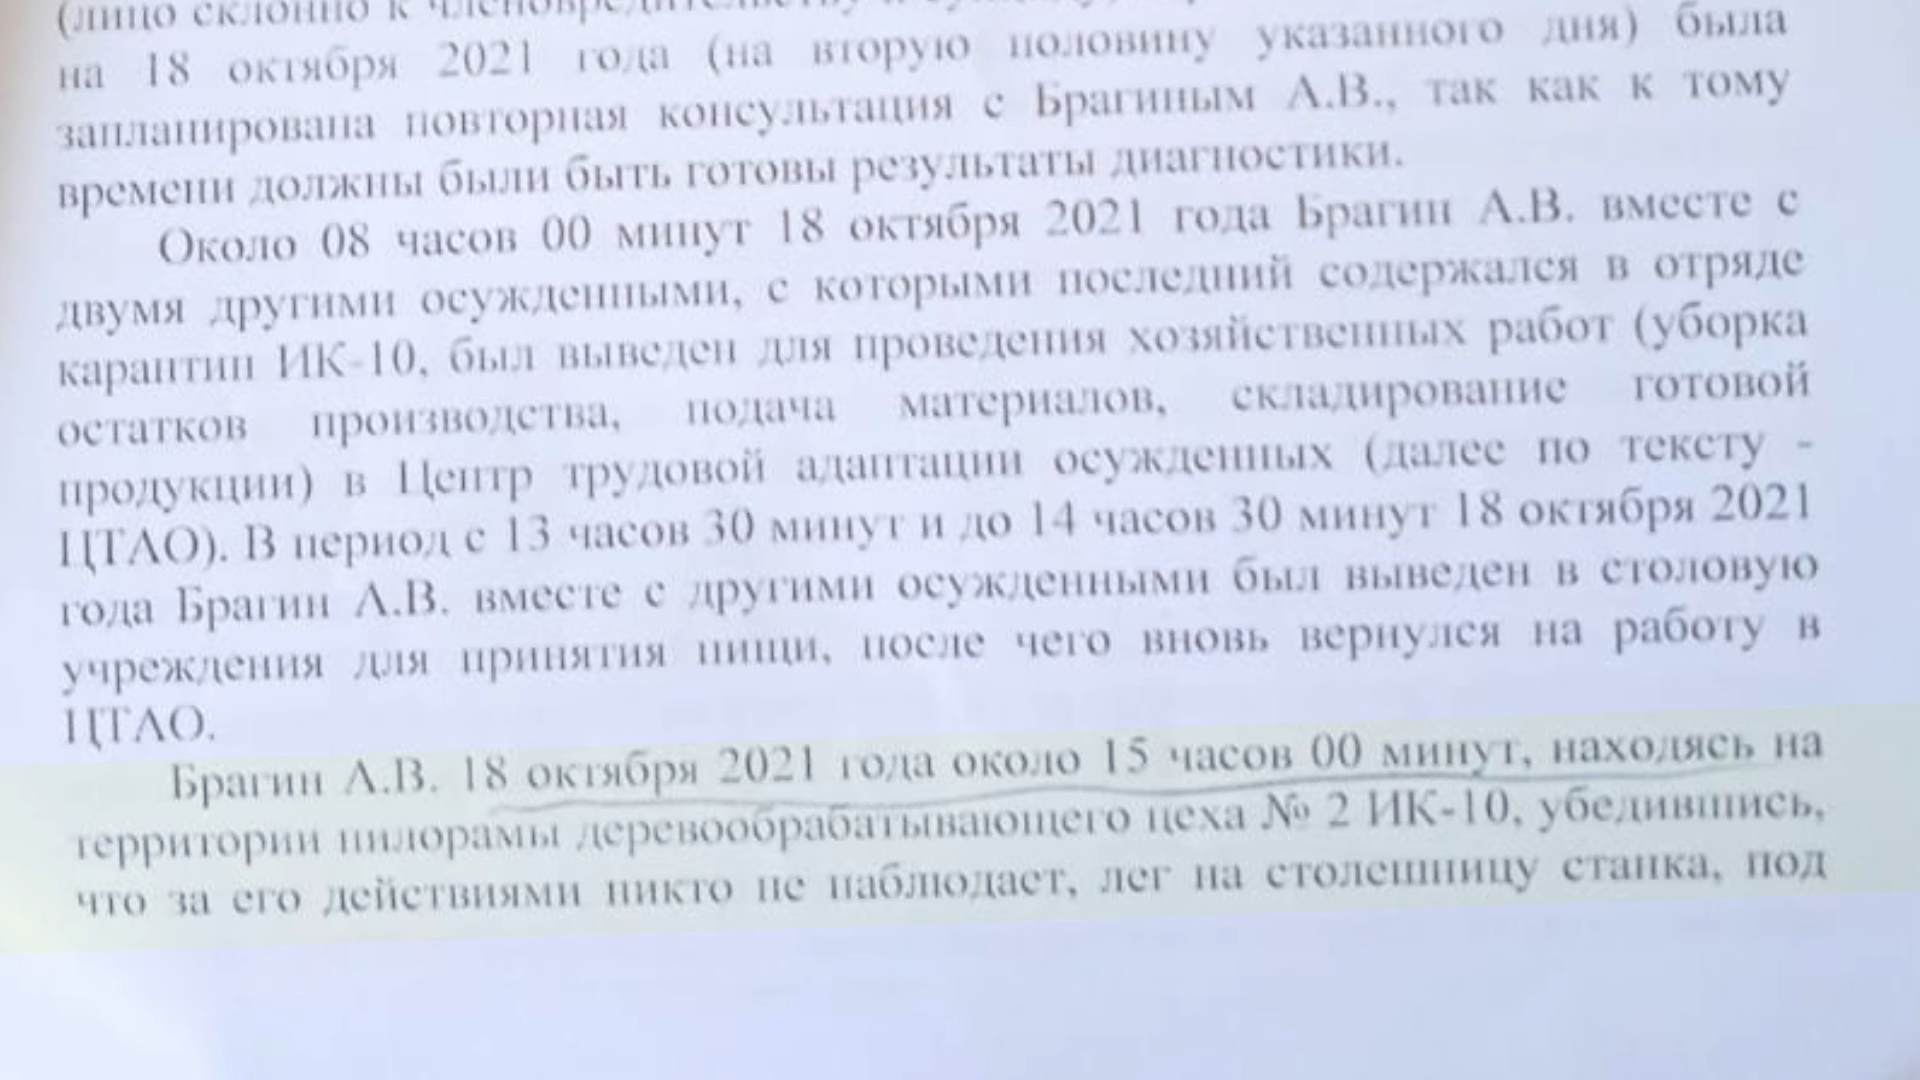 (лицо склонно к членовредительству и
на 18 октября 2021 года (на вторую половину указанного дня) была
запланирована повторная консультация с Брагиным А.В., так как к тому
времени должны были быть готовы результаты диагностики.
Около 08 часов 00 минут 18 октября 2021 года Брагин А.В. вместе с
двумя другими осужденными, с которыми последний содержался в отряде
карантин ИК-10, был выведен для проведения хозяйственных работ (уборка
остатков производства, подача материалов, складирование готовой
продукции) в Центр трудовой адаптации осужденных (далее по тексту -
ЦТАО). В период с 13 часов 30 минут и до 14 часов 30 минут 18 октября 2021
года Брагин А.В. вместе с другими осужденными был выведен в столовую
учреждения для принятия пищи, после чего вновь вернулся на работу в
ЦТАО.
Брагин А.В. 18 октября 2021 года около 15 часов 00 минут, находясь на
территории пилорамы деревообрабатывающего цеха № 2 ИК-10, убедившись,
что за его действиями никто не наблюдает, лег на столешницу станка, под